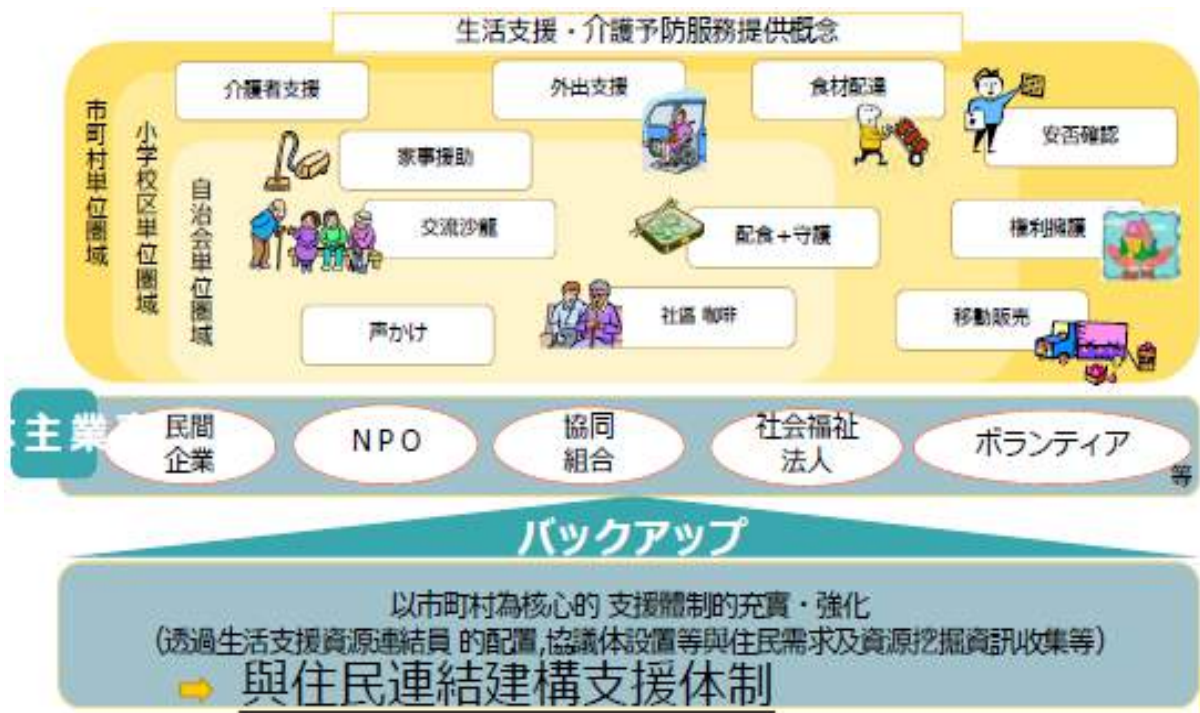 生活支援・介護予防服務提供概念
市町村単位圏域
小学校区単位圏域
自治会単位圏域
介護者支援
外出支援
食材配達
安否確認
家事援助
交流沙龍
配食+守護
権利擁護
声かけ
社區 咖啡
移動販売
主業
民間
企業
NPO
協同
組合
社会福祉
法人
ボランティア
等
バックアップ
以市町村為核心的 支援體制的充實・強化
(透過生活支援資源連結員 的配置,協議体設置等與住民需求及資源挖掘資訊收集等)
與住民連結建構支援体制